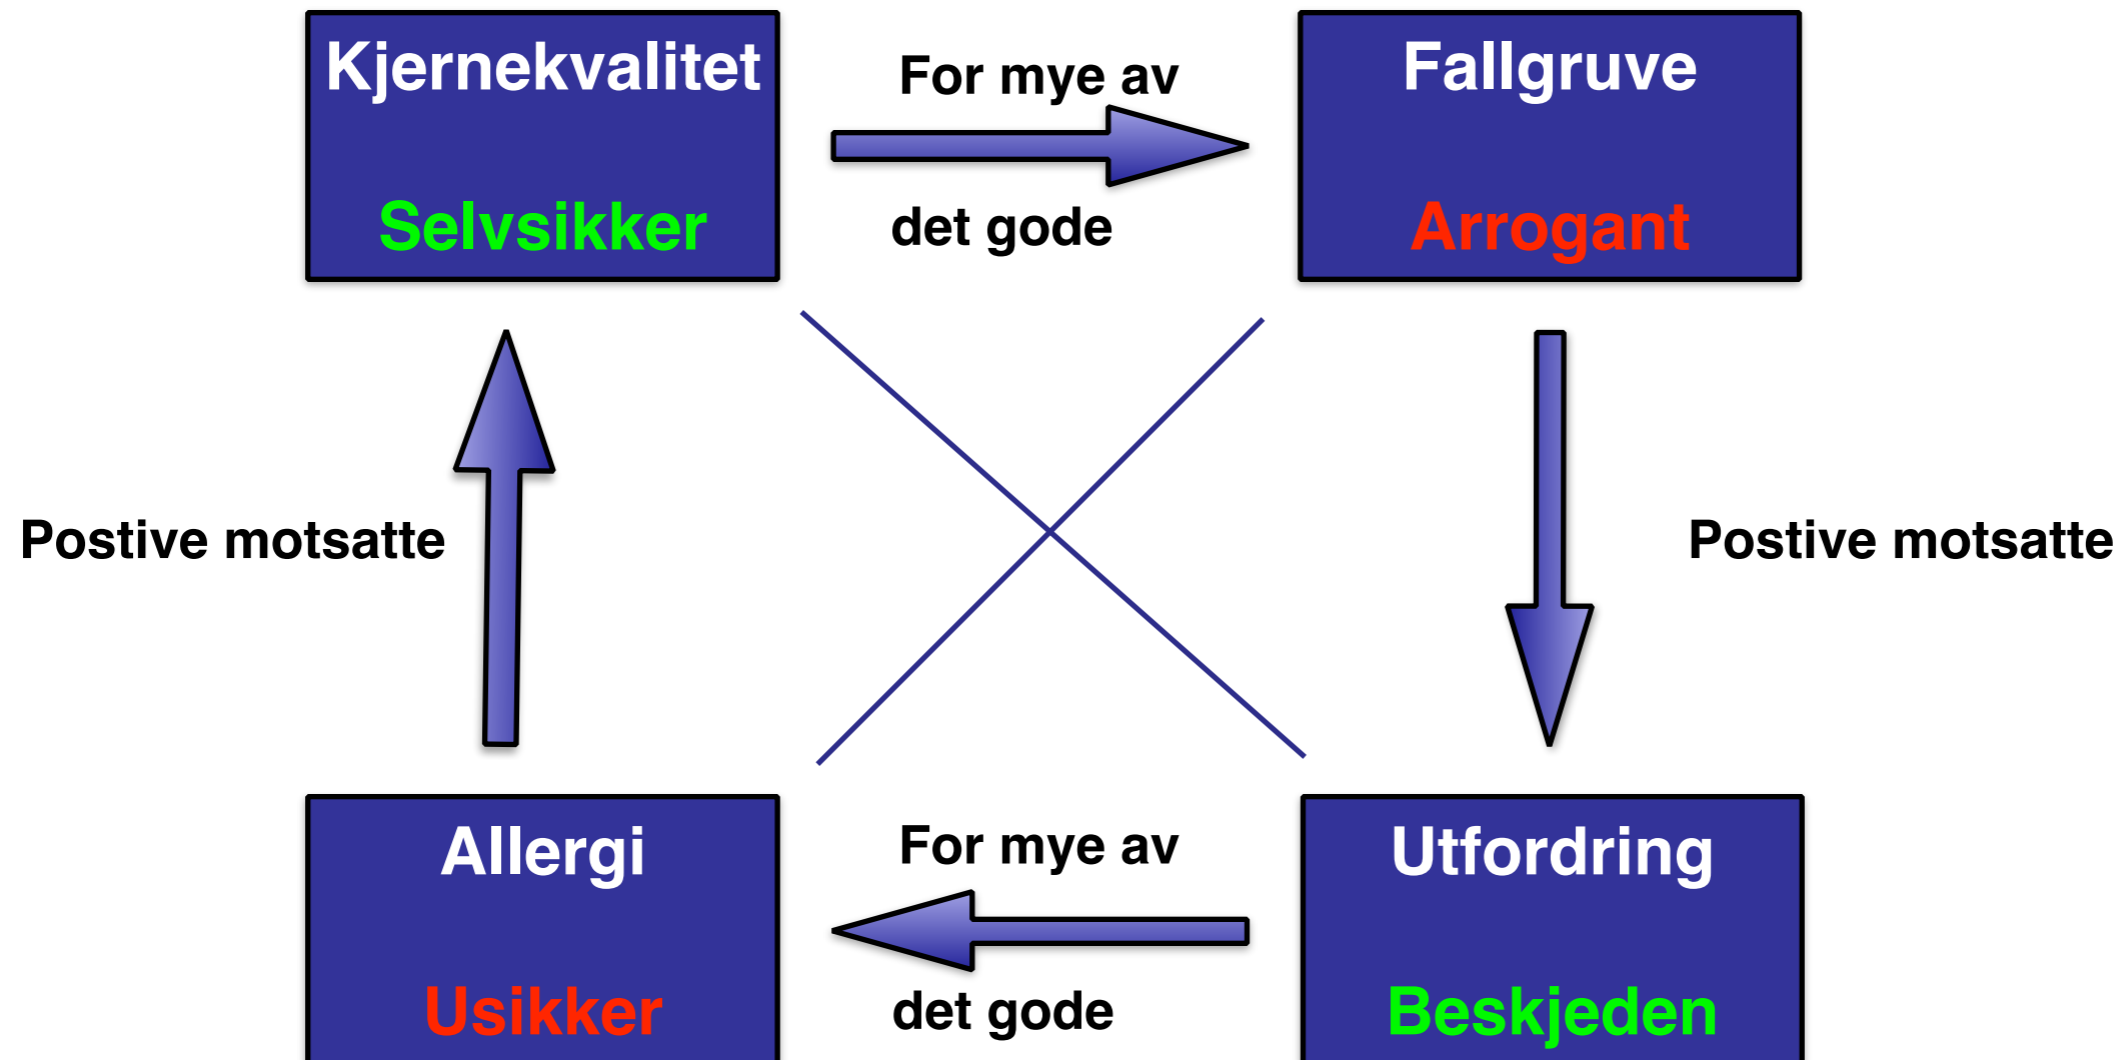 Kjernekvalitet
Selvsikker
For mye av
det gode
Fallgruve
Arrogant
Postive motsatte
Postive motsatte
Allergi
Usikker
For mye av
det gode
Utfordring
Beskjeden